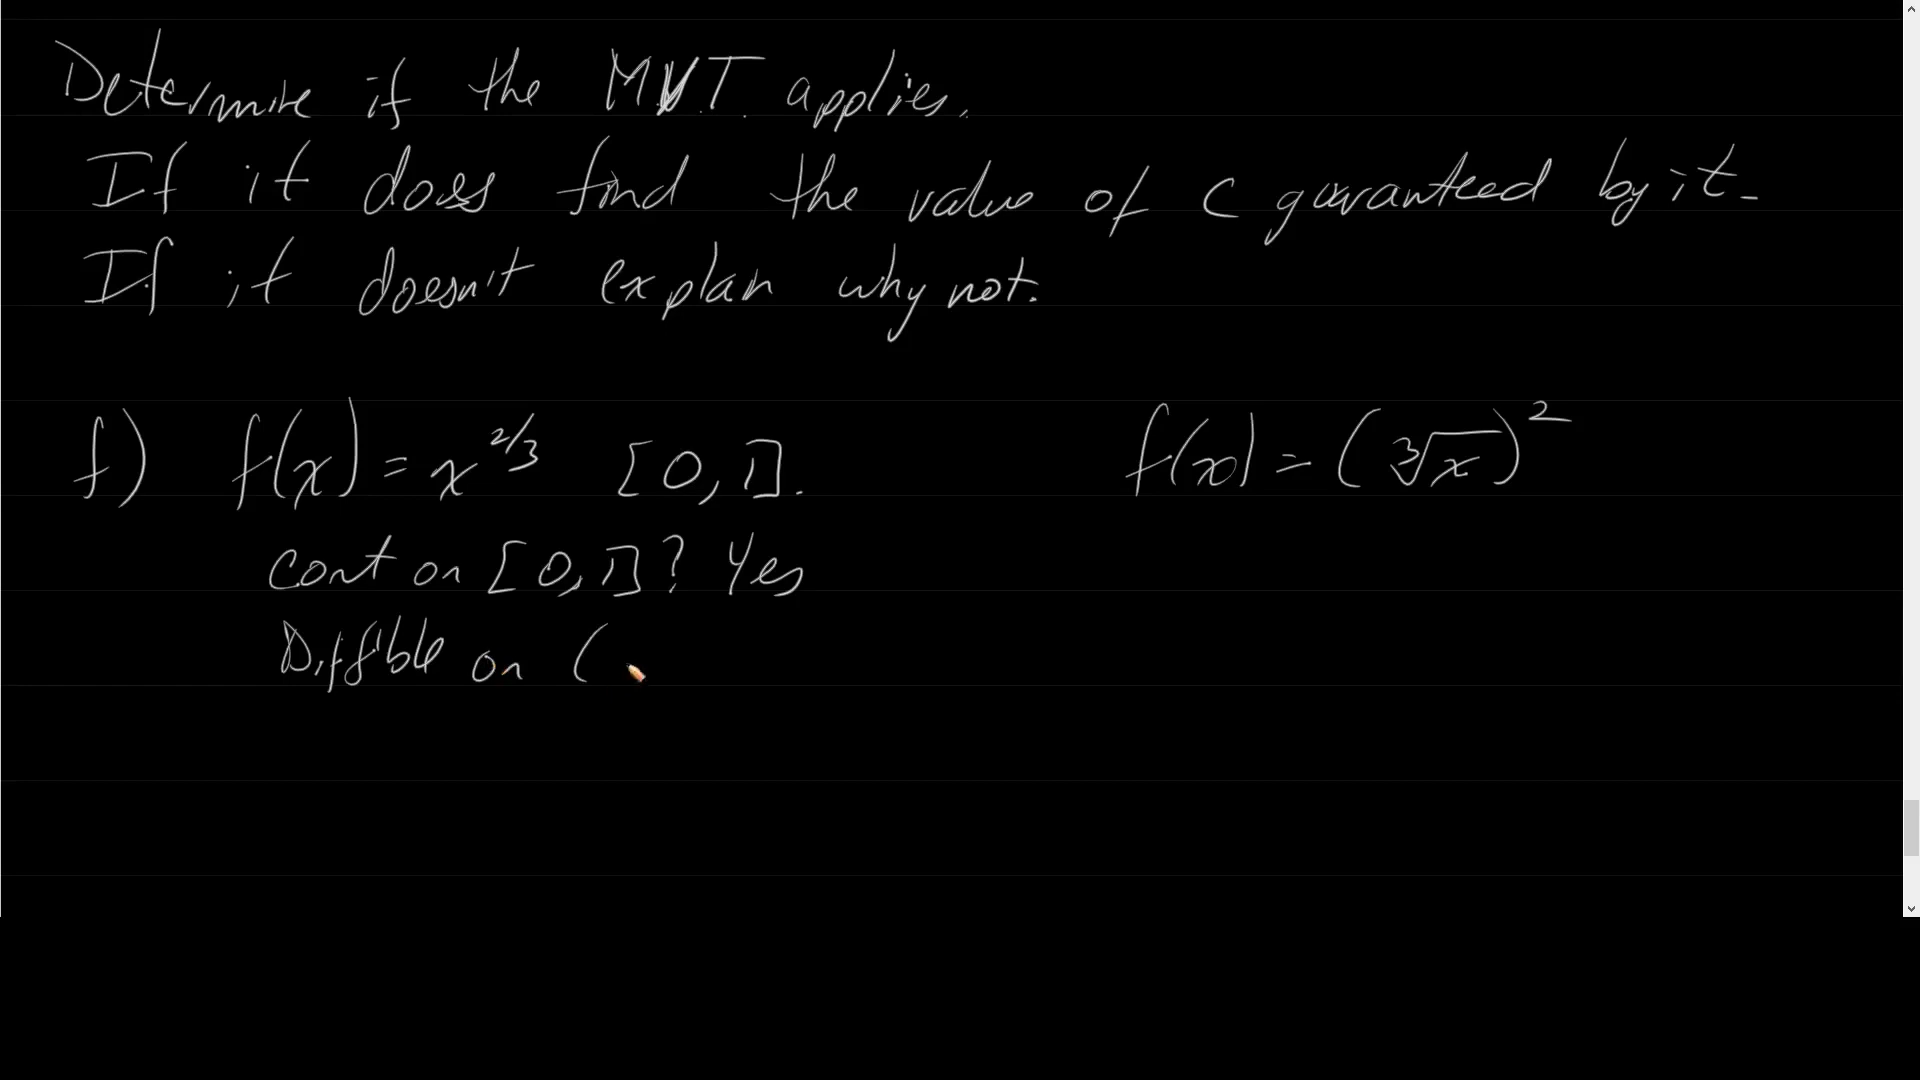 Determine if the MVT applies.
If it does find the value of c guaranteed by it.
If it doesn't explan why not.
f) f(x) = x^2/3 [0, 1]. f(x) = (∛x)^2
cont on [0, 1]? Yes
Diff'ble on (